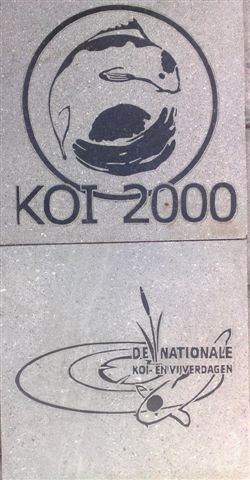 KOI 2000
DE NATIONALE
KOI- EN VIJVERDAGEN